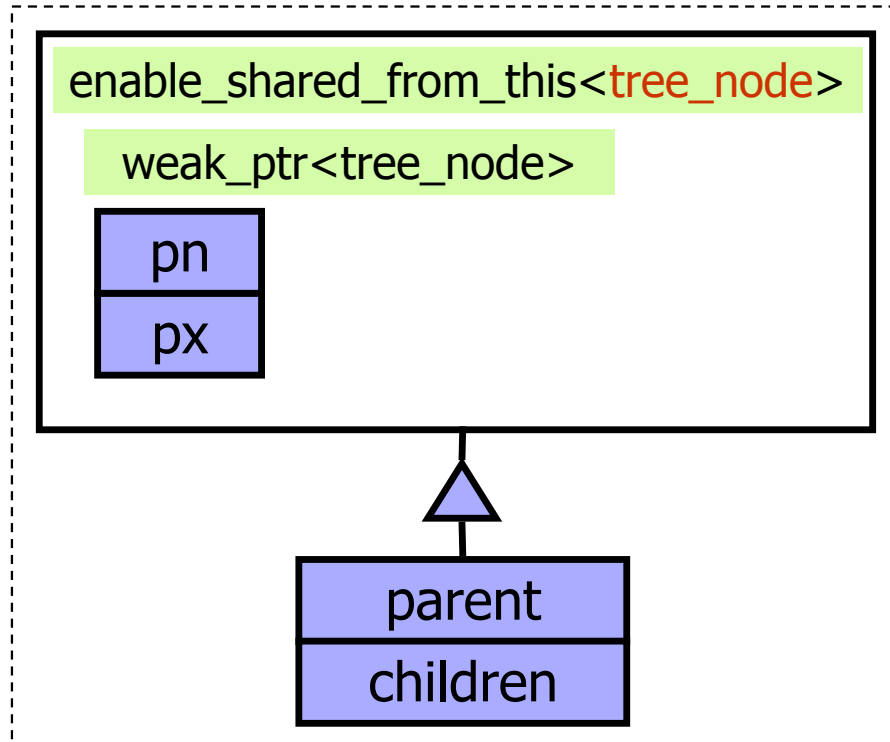 enable_shared_from_this<tree_node>
weak_ptr<tree_node>
pn
px
parent
children